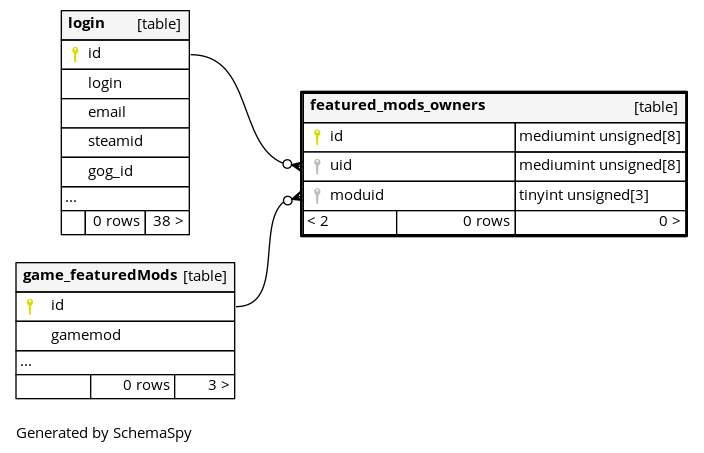 login [table]
id
login
email
steamid
gog_id
...
0 rows 38 >
featured_mods_owners [table]
id mediumint unsigned[8]
uid mediumint unsigned[8]
moduid tinyint unsigned[3]
< 2 0 rows 0 >
game_featuredMods [table]
id
gamemod
...
0 rows 3 >
Generated by SchemaSpy